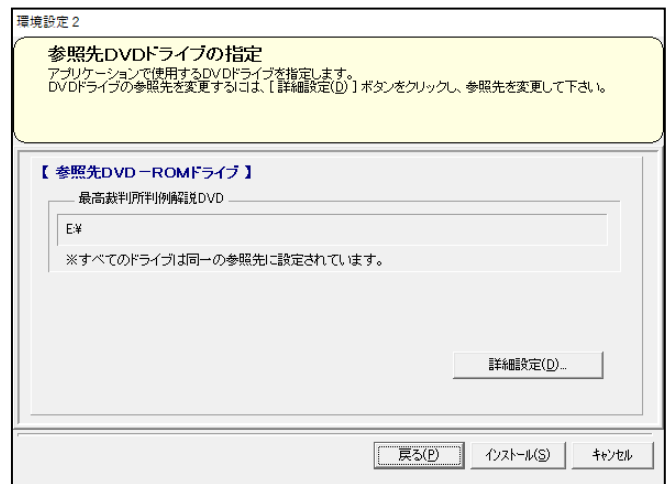 環境設定２
参照先DVDドライブの指定
アプリケーションで使用するDVDドライブを指定します。
DVDドライブの参照先を変更するには、[ 詳細設定(D) ] ボタンをクリックし、参照先を変更して下さい。
【 参照先DVD－ROMドライブ 】
最高裁判所判例解説DVD
E:¥
※すべてのドライブは同一の参照先に設定されています。
詳細設定(D)...
戻る(P)
インストール(S)
キャンセル